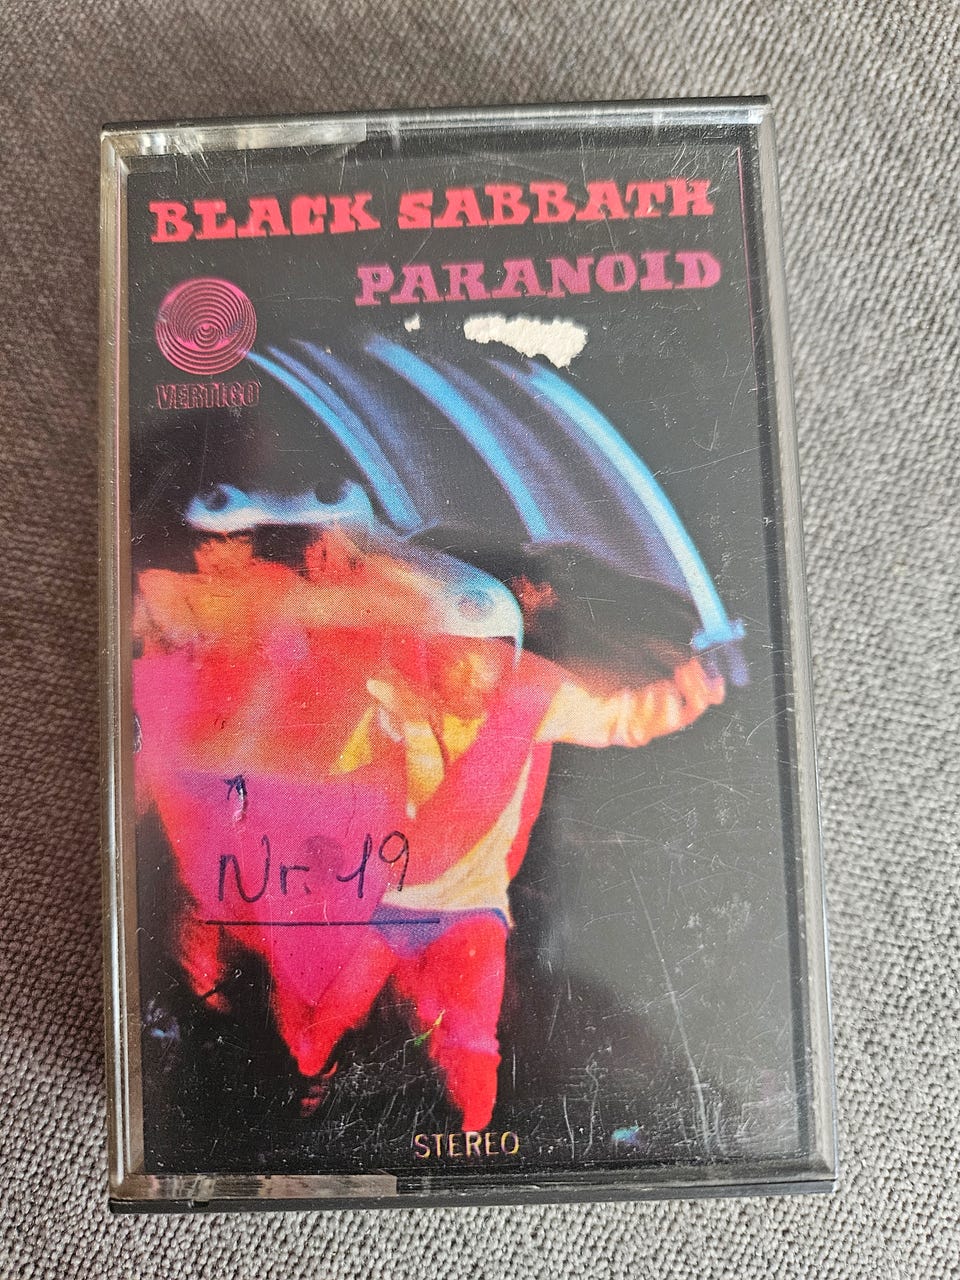 BLACK SABBATH
PARANOID
VERTIGO
Nr. 19
STEREO